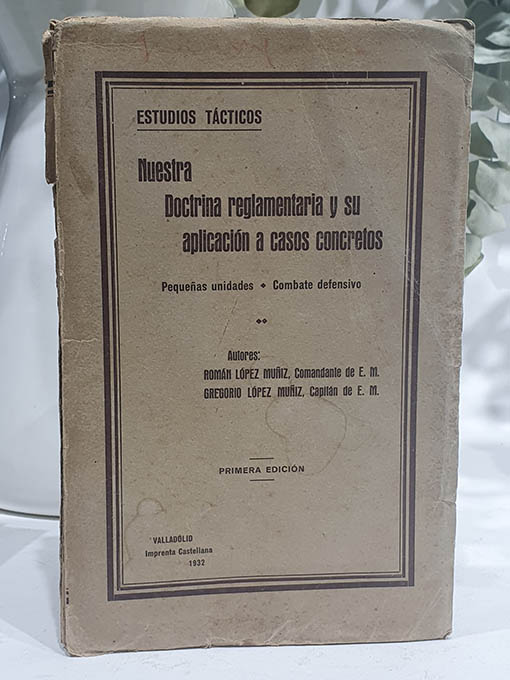 ESTUDIOS TÁCTICOS
Nuestra
Doctrina reglamentaria y su
aplicación a casos concretos
Pequeñas unidades ❖ Combate defensivo
Autores:
ROMÁN LÓPEZ MUÑIZ, Comandante de E. M.
GREGORIO LÓPEZ MUÑIZ, Capitán de E. M.
PRIMERA EDICIÓN
VALLADOLID
Imprenta Castellana
1932